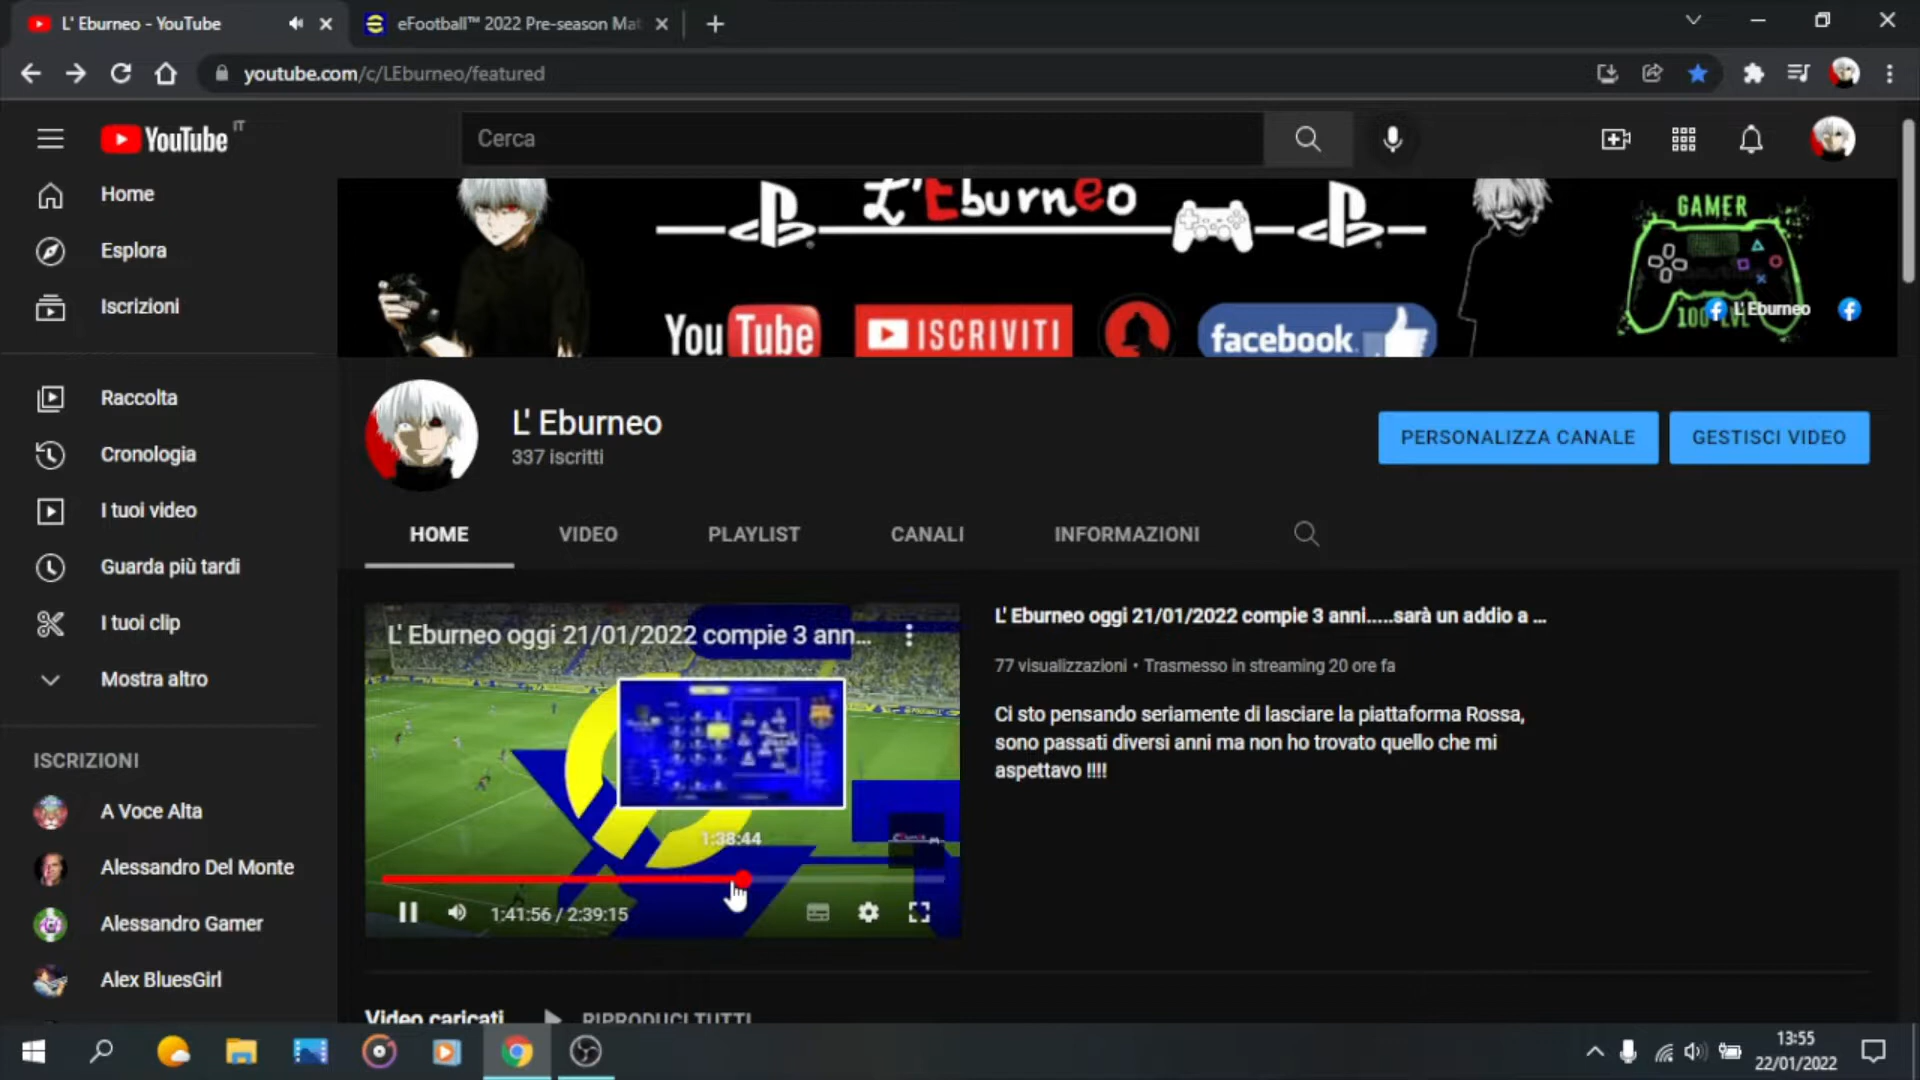 L' Eburneo - YouTube
eFootball™ 2022 Pre-season Mat
youtube.com/c/LEburneo/featured
YouTube IT
Cerca
Home
Esplora
Iscrizioni
Raccolta
Cronologia
I tuoi video
Guarda più tardi
I tuoi clip
Mostra altro
ISCRIZIONI
A Voce Alta
Alessandro Del Monte
Alessandro Gamer
Alex BluesGirl
L'Eburneo
GAMER
100 LVL
L' Eburneo
You Tube
ISCRIVITI
facebook
L' Eburneo
337 iscritti
PERSONALIZZA CANALE
GESTISCI VIDEO
HOME
VIDEO
PLAYLIST
CANALI
INFORMAZIONI
L' Eburneo oggi 21/01/2022 compie 3 ann...
1:38:44
1:41:56 / 2:39:15
L' Eburneo oggi 21/01/2022 compie 3 anni.....sarà un addio a ...
77 visualizzazioni • Trasmesso in streaming 20 ore fa
Ci sto pensando seriamente di lasciare la piattaforma Rossa,
sono passati diversi anni ma non ho trovato quello che mi
aspettavo !!!!
Video caricati
RIPRODUCI TUTTI
13:55
22/01/2022